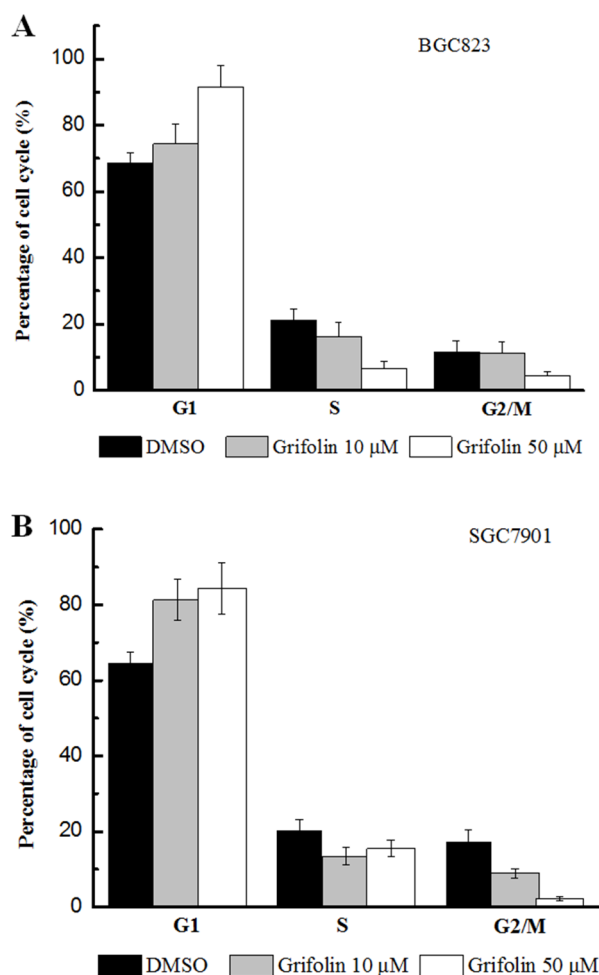 A
BGC823
Percentage of cell cycle (%)
100
80
60
40
20
0
G1 S G2/M
DMSO Grifolin 10 µM Grifolin 50 µM
B
SGC7901
Percentage of cell cycle (%)
100
80
60
40
20
0
G1 S G2/M
DMSO Grifolin 10 µM Grifolin 50 µM